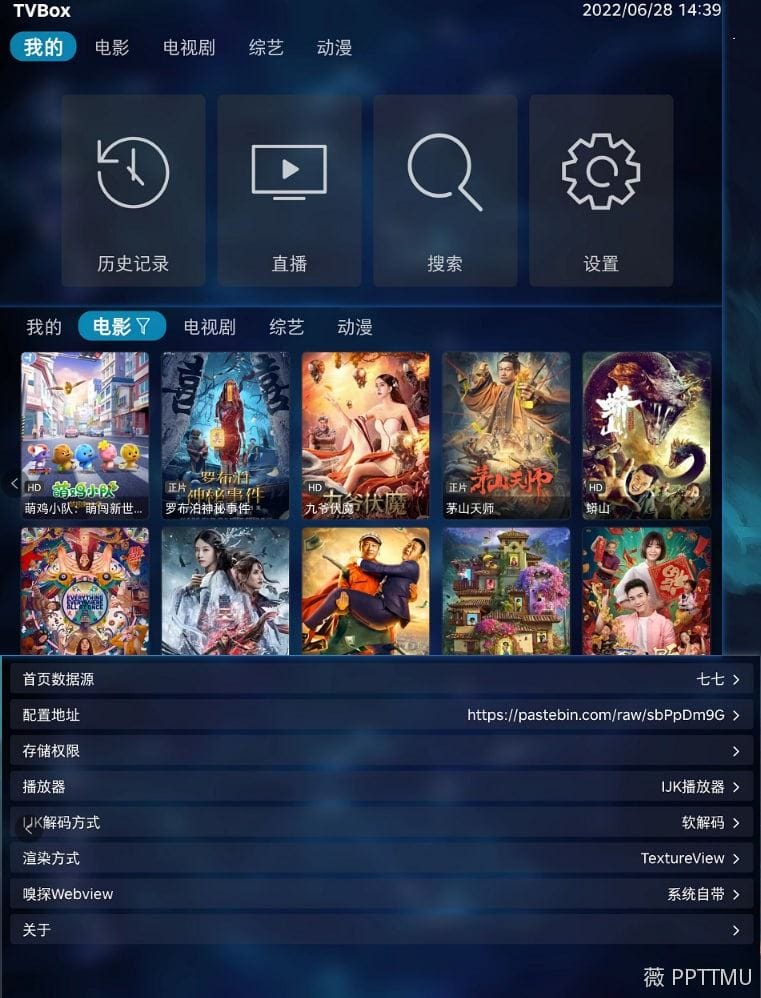 TVBox
2022/06/28 14:39
我的 电影 电视剧 综艺 动漫
历史记录 直播 搜索 设置
我的 电影 电视剧 综艺 动漫
萌鸡小队
罗布泊
神秘事件
九爷伏魔
茅山天师
蟒山
HD 正片 HD 正片 HD
萌鸡小队：萌闯新世... 罗布泊神秘事件 九爷伏魔 茅山天师 蟒山
EVERYTHING
EVERYWHERE
ALL AT ONCE
首页数据源 七七
配置地址 https://pastebin.com/raw/sbPpDm9G
存储权限
播放器 IJK播放器
IJK解码方式 软解码
渲染方式 TextureView
嗅探Webview 系统自带
关于
薇 PPTTMU